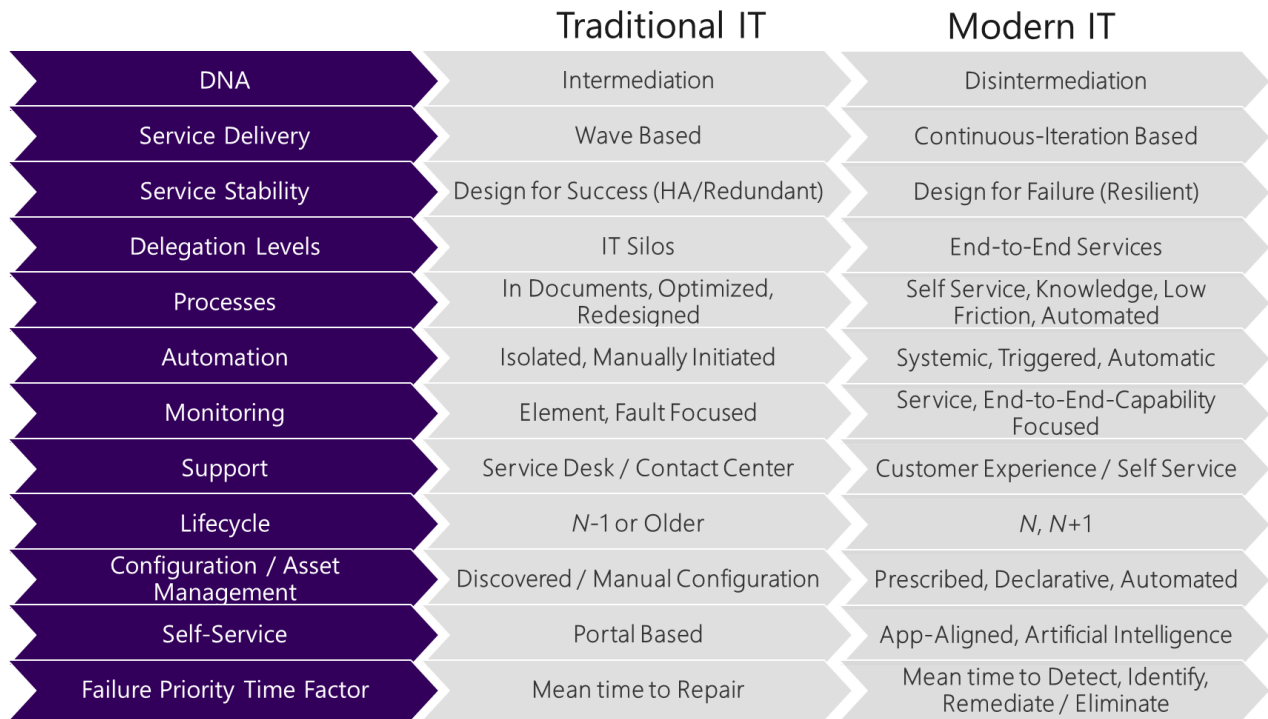 Traditional IT
Modern IT
DNA
Intermediation
Disintermediation
Service Delivery
Wave Based
Continuous-Iteration Based
Service Stability
Design for Success (HA/Redundant)
Design for Failure (Resilient)
Delegation Levels
IT Silos
End-to-End Services
Processes
In Documents, Optimized,
Redesigned
Self Service, Knowledge, Low
Friction, Automated
Automation
Isolated, Manually Initiated
Systemic, Triggered, Automatic
Monitoring
Element, Fault Focused
Service, End-to-End-Capability
Focused
Support
Service Desk / Contact Center
Customer Experience / Self Service
Lifecycle
N-1 or Older
N, N+1
Configuration / Asset
Management
Discovered / Manual Configuration
Prescribed, Declarative, Automated
Self-Service
Portal Based
App-Aligned, Artificial Intelligence
Failure Priority Time Factor
Mean time to Repair
Mean time to Detect, Identify,
Remediate / Eliminate